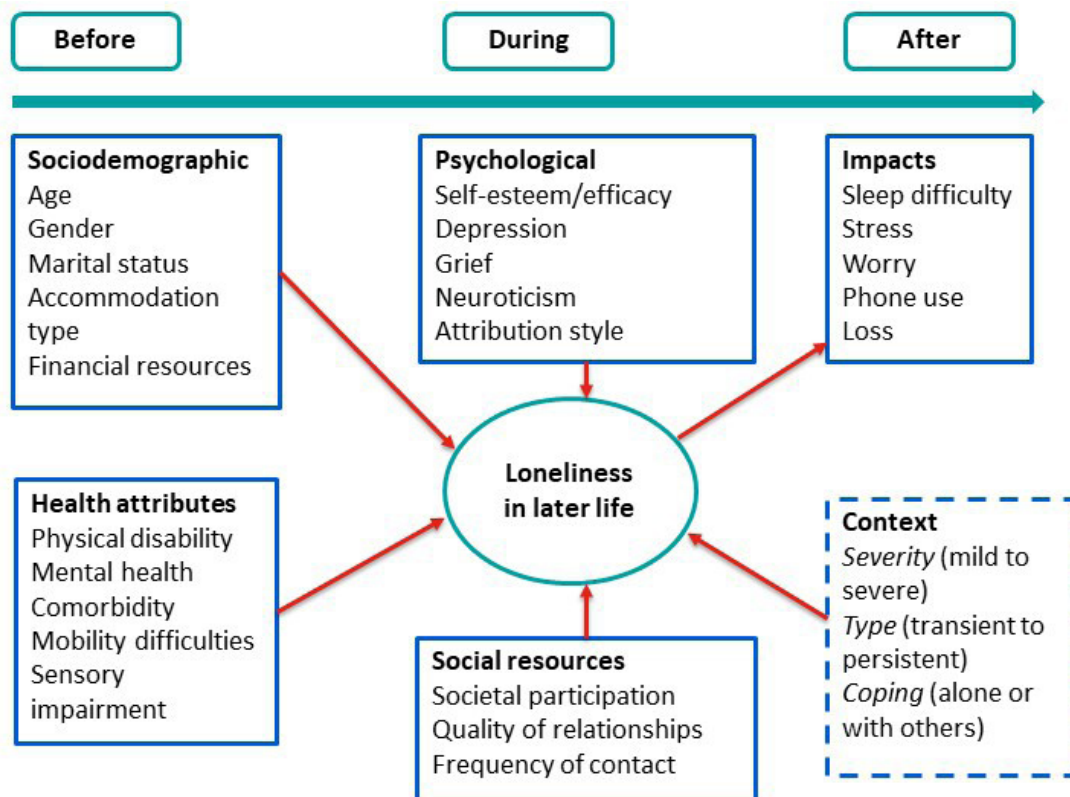 Before
During
After
Sociodemographic
Age
Gender
Marital status
Accommodation
type
Financial resources
Psychological
Self-esteem/efficacy
Depression
Grief
Neuroticism
Attribution style
Impacts
Sleep difficulty
Stress
Worry
Phone use
Loss
Loneliness
in later life
Health attributes
Physical disability
Mental health
Comorbidity
Mobility difficulties
Sensory
impairment
Social resources
Societal participation
Quality of relationships
Frequency of contact
Context
Severity (mild to
severe)
Type (transient to
persistent)
Coping (alone or
with others)